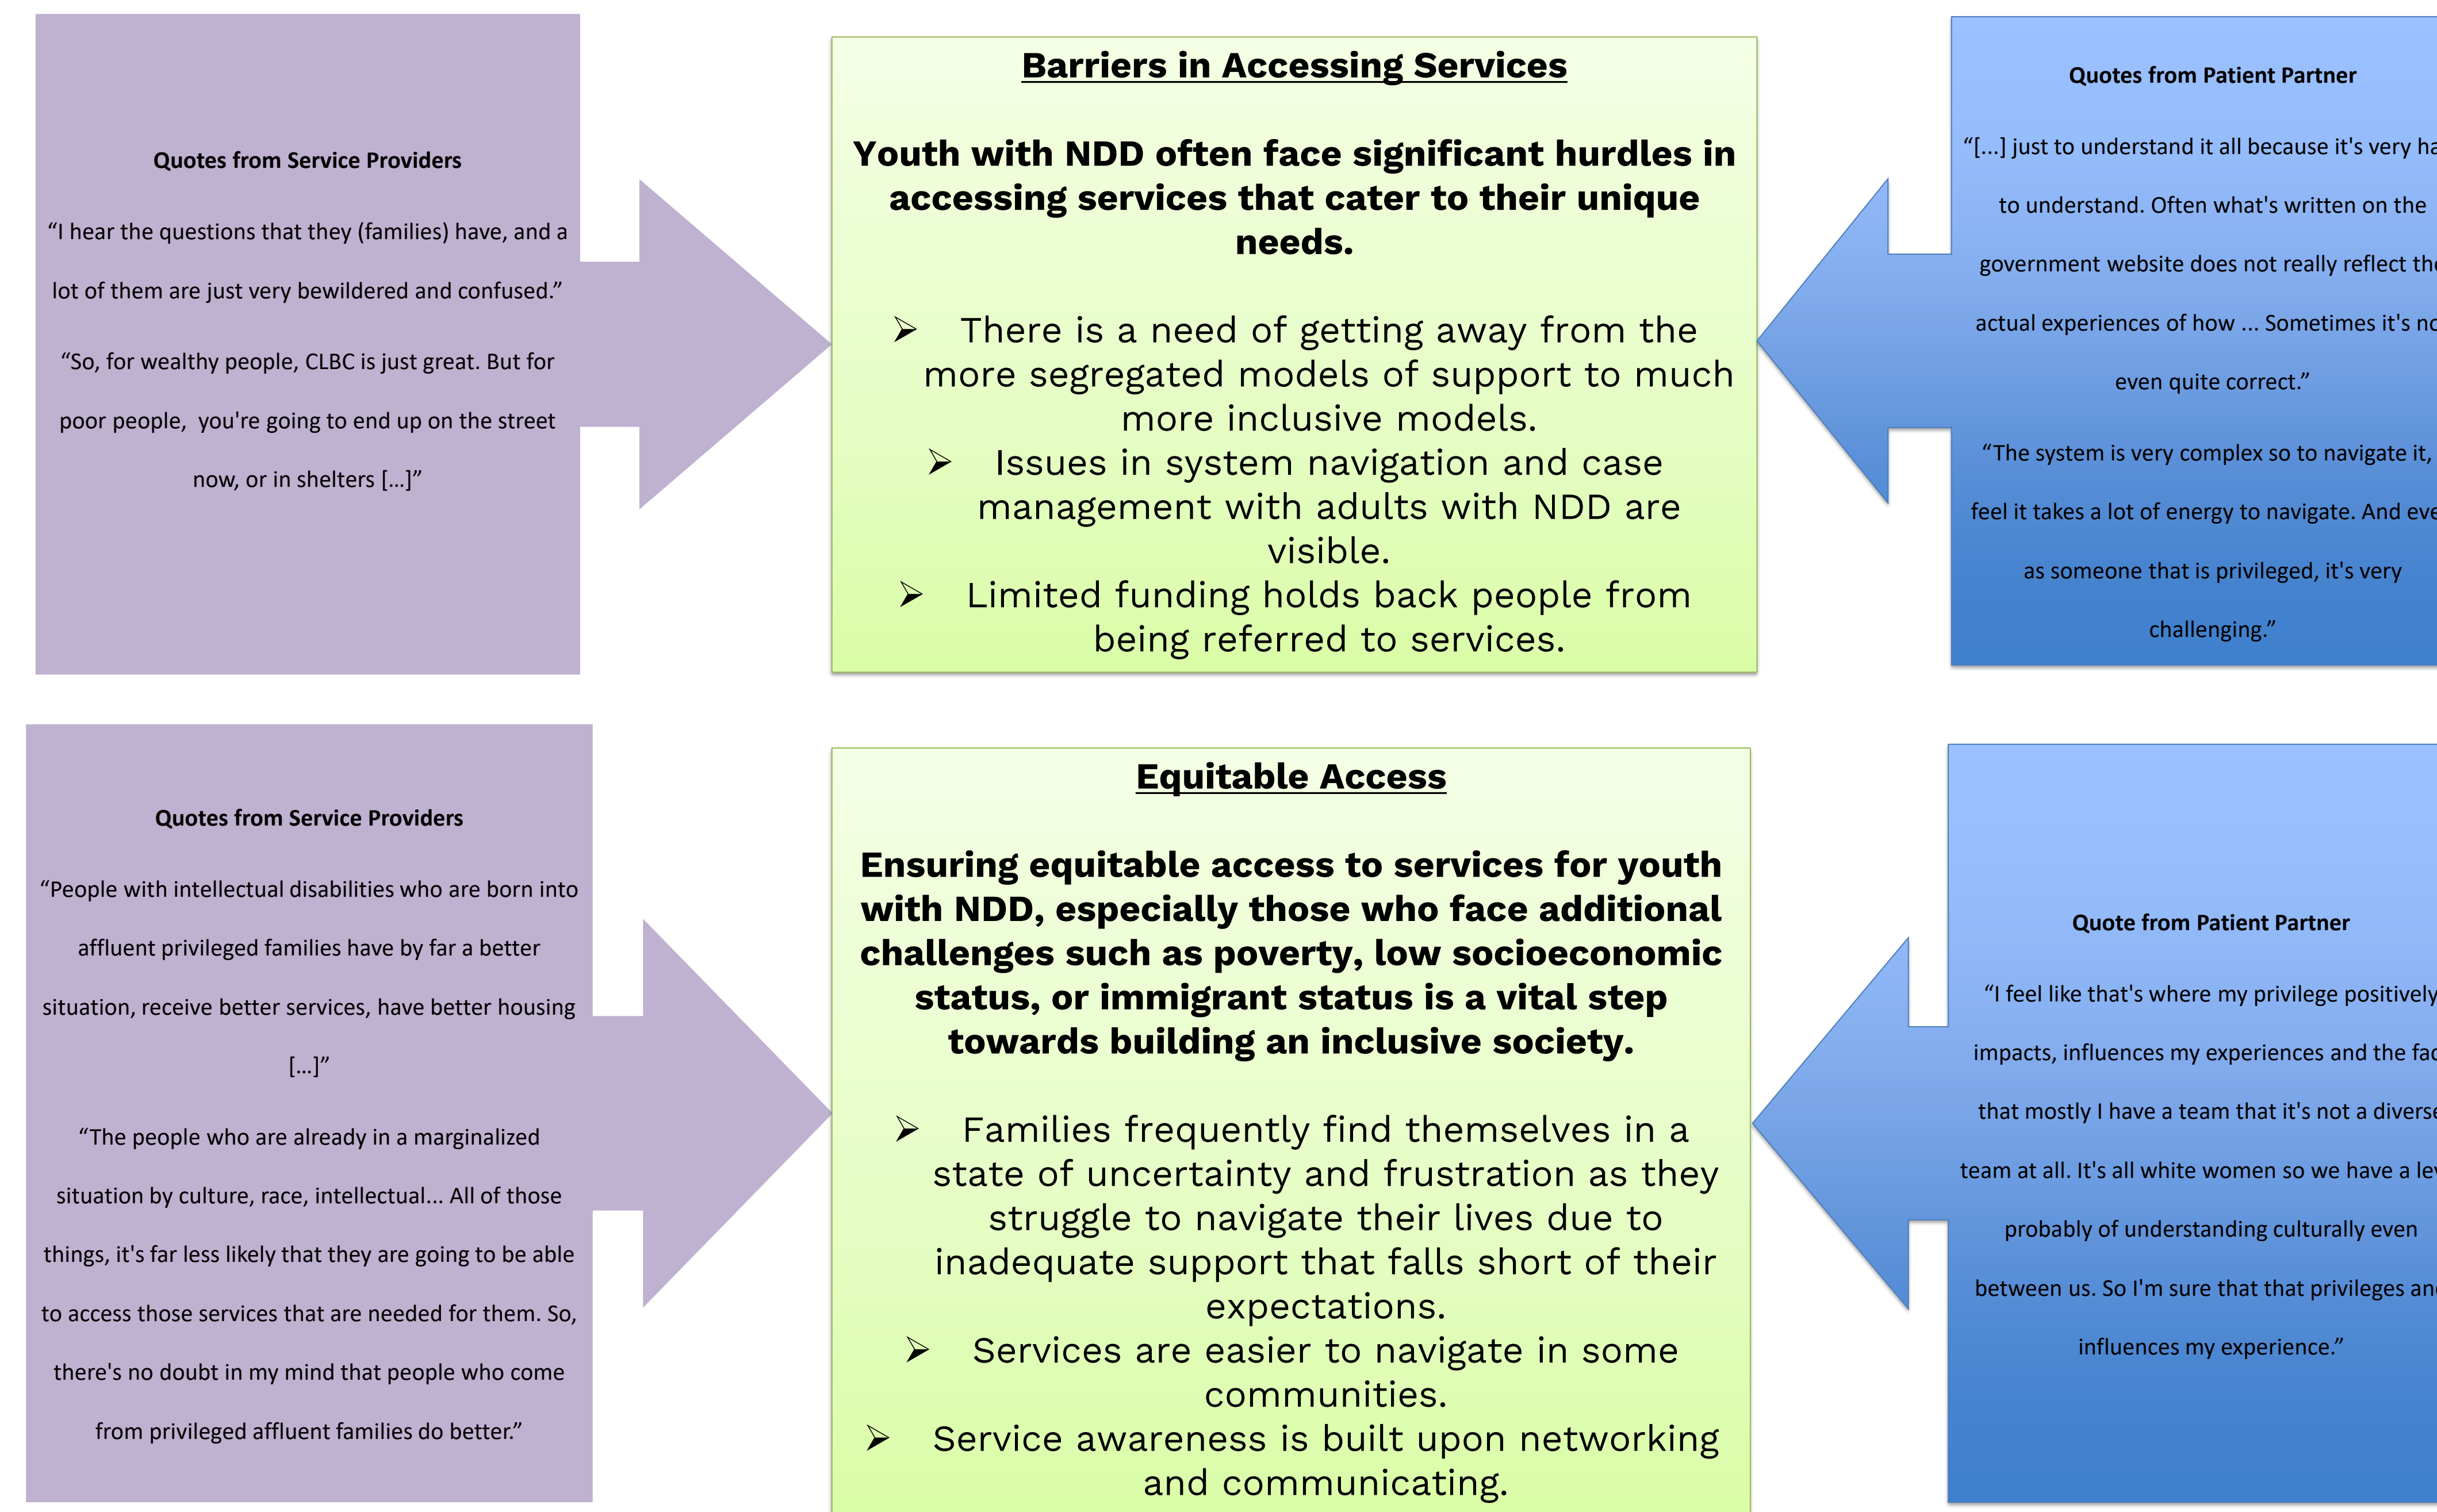 Quotes from Service Providers
“I hear the questions that they (families) have, and a
lot of them are just very bewildered and confused.”
“So, for wealthy people, CLBC is just great. But for
poor people, you're going to end up on the street
now, or in shelters [...]”
Barriers in Accessing Services
Youth with NDD often face significant hurdles in
accessing services that cater to their unique
needs.
➢ There is a need of getting away from the
more segregated models of support to much
more inclusive models.
➢ Issues in system navigation and case
management with adults with NDD are
visible.
➢ Limited funding holds back people from
being referred to services.
Quotes from Patient Partner
“[...] just to understand it all because it's very
to understand. Often what's written on the
government website does not really reflect
actual experiences of how ... Sometimes it's
even quite correct.”
“The system is very complex so to navigate it,
feel it takes a lot of energy to navigate. And
as someone that is privileged, it's very
challenging.”
Quotes from Service Providers
“People with intellectual disabilities who are born into
affluent privileged families have by far a better
situation, receive better services, have better housing
[...]”
“The people who are already in a marginalized
situation by culture, race, intellectual... All of those
things, it's far less likely that they are going to be able
to access those services that are needed for them. So,
there's no doubt in my mind that people who come
from privileged affluent families do better.”
Equitable Access
Ensuring equitable access to services for youth
with NDD, especially those who face additional
challenges such as poverty, low socioeconomic
status, or immigrant status is a vital step
towards building an inclusive society.
➢ Families frequently find themselves in a
state of uncertainty and frustration as they
struggle to navigate their lives due to
inadequate support that falls short of their
expectations.
➢ Services are easier to navigate in some
communities.
➢ Service awareness is built upon networking
and communicating.
Quote from Patient Partner
“I feel like that's where my privilege positively
impacts, influences my experiences and the
that mostly I have a team that it's not a diverse
team at all. It's all white women so we have a
probably of understanding culturally even
between us. So I'm sure that that privileges
influences my experience.”